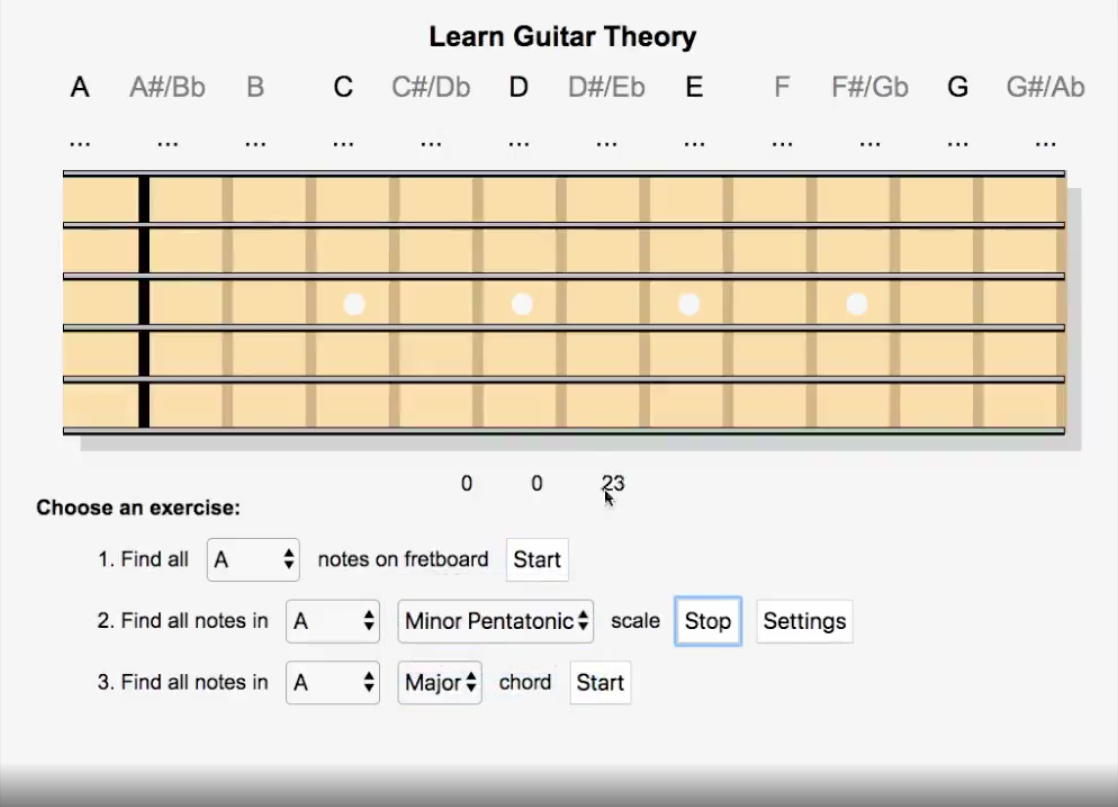 Learn Guitar Theory
A A#/Bb B C C#/Db D D#/Eb E F F#/Gb G G#/Ab
... ... ... ... ... ... ... ... ... ... ... ...
0 0 23
Choose an exercise:
1. Find all A notes on fretboard Start
2. Find all notes in A Minor Pentatonic scale Stop Settings
3. Find all notes in A Major chord Start